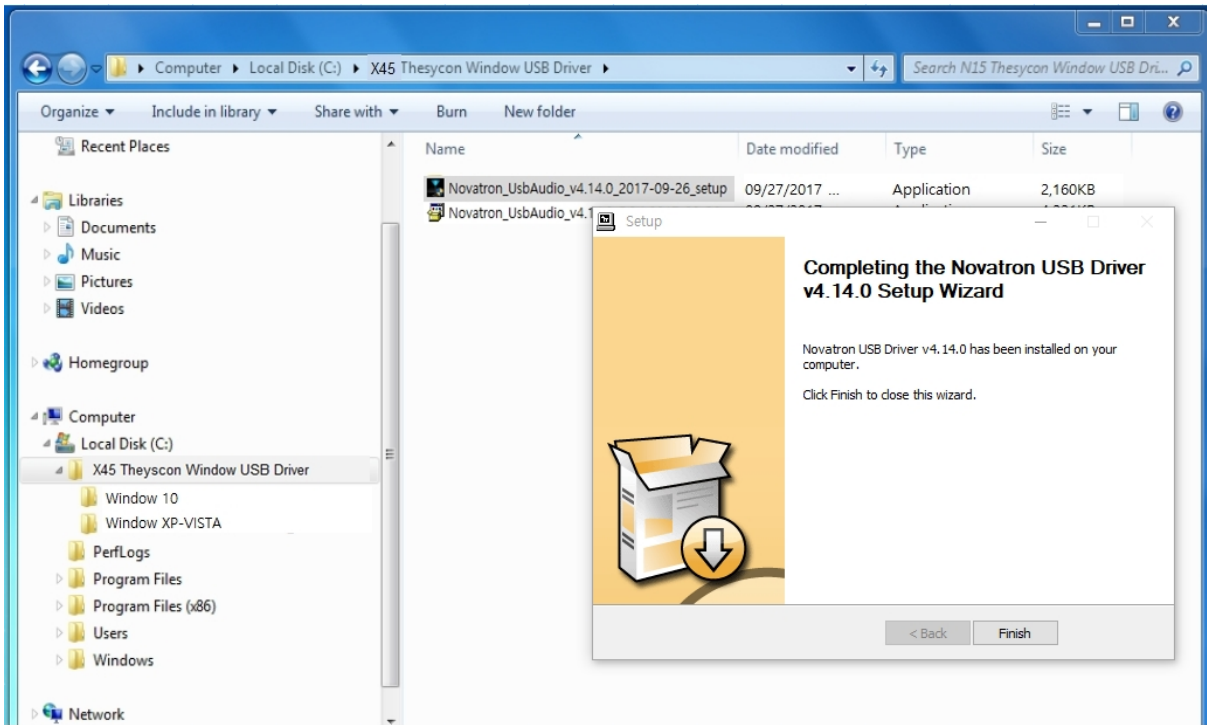 Computer ▸ Local Disk (C:) ▸ X45 Thesycon Window USB Driver ▸
Search N15 Thesycon Window USB Dri...
Organize
Include in library
Share with
Burn
New folder
Recent Places
Libraries
Documents
Music
Pictures
Videos
Homegroup
Computer
Local Disk (C:)
X45 Theyscon Window USB Driver
Window 10
Window XP-VISTA
PerfLogs
Program Files
Program Files (x86)
Users
Windows
Network
Name Date modified Type Size
Novatron_UsbAudio_v4.14.0_2017-09-26_setup 09/27/2017 ... Application 2,160KB
Novatron_UsbAudio_v4.1
Setup
Completing the Novatron USB Driver
v4.14.0 Setup Wizard
Novatron USB Driver v4.14.0 has been installed on your
computer.
Click Finish to close this wizard.
< Back
Finish